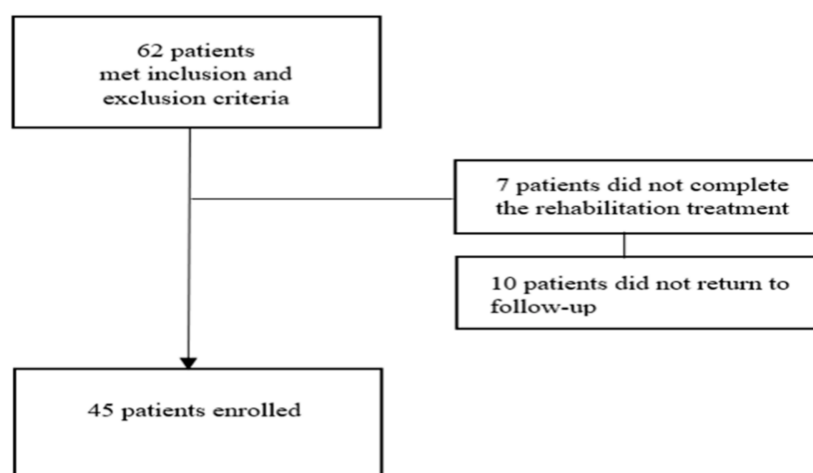 62 patients
met inclusion and
exclusion criteria
7 patients did not complete
the rehabilitation treatment
10 patients did not return to
follow-up
45 patients enrolled